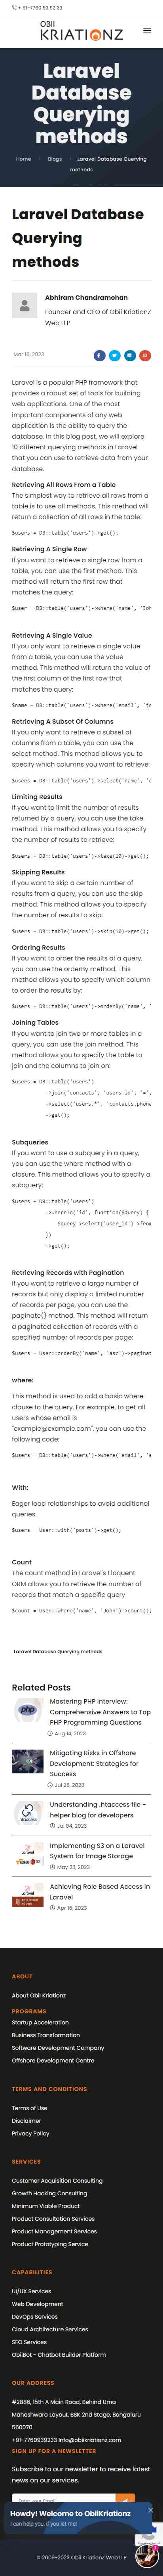 + 91-7760 93 92 33
OBII
KRIATIONZ
Laravel
Database
Querying
methods
Home
Blogs
Laravel Database Querying
methods
Laravel Database
Querying
methods
Abhiram Chandramohan
Founder and CEO of Obii KriationZ
Web LLP
Mar 16, 2023
Laravel is a popular PHP framework that
provides a robust set of tools for building
web applications. One of the most
important components of any web
application is the ability to query the
database. In this blog post, we will explore
10 different querying methods in Laravel
that you can use to retrieve data from your
database.
Retrieving All Rows From a Table
The simplest way to retrieve all rows from a
table is to use all methods. This method will
return a collection of all rows in the table:
$users = DB::table('users')->get();
Retrieving A Single Row
If you want to retrieve a single row from a
table, you can use the first method. This
method will return the first row that
matches the query:
$user = DB::table('users')->where('name', 'Joh
Retrieving A Single Value
If you want to retrieve a single value from
a table, you can use the value
method. This method will return the value of
the first column of the first row that
matches the query:
$name = DB::table('users')->where('email', 'jo
Retrieving A Subset Of Columns
If you only want to retrieve a subset of
columns from a table, you can use the
select method. This method allows you to
specify which columns you want to retrieve:
$users = DB::table('users')->select('name', 'e
Limiting Results
If you want to limit the number of results
returned by a query, you can use the take
method. This method allows you to specify
the number of results to retrieve:
$users = DB::table('users')->take(10)->get();
Skipping Results
If you want to skip a certain number of
results from a query, you can use the skip
method. This method allows you to specify
the number of results to skip:
$users = DB::table('users')->skip(10)->get();
Ordering Results
If you want to order the results of a query,
you can use the orderBy method. This
method allows you to specify which column
to order the results by:
$users = DB::table('users')->orderBy('name', '
Joining Tables
If you want to join two or more tables in a
query, you can use the join method. This
method allows you to specify the tables to
join and the columns to join on:
$users = DB::table('users')
->join('contacts', 'users.id', '=',
->select('users.*', 'contacts.phone
->get();
Subqueries
If you want to use a subquery in a query,
you can use the where method with a
closure. This method allows you to specify a
subquery:
$users = DB::table('users')
->whereIn('id', function($query) {
$query->select('user_id')->from
})
->get();
Retrieving Records with Pagination
If you want to retrieve a large number of
records but only display a limited number
of records per page, you can use the
paginate() method. This method will return
a paginated collection of records with a
specified number of records per page:
$users = User::orderBy('name', 'asc')->paginat
where:
This method is used to add a basic where
clause to the query. For example, to get all
users whose email is
"example@example.com", you can use the
following code:
$users = DB::table('users')->where('email', 'e
With:
Eager load relationships to avoid additional
queries.
$users = User::with('posts')->get();
Count
The count method in Laravel's Eloquent
ORM allows you to retrieve the number of
records that match a specific query
$count = User::where('name', 'John')->count();
Laravel Database Querying methods
Related Posts
Mastering PHP Interview:
Comprehensive Answers to Top
PHP Programming Questions
Aug 14, 2023
Mitigating Risks in Offshore
Development: Strategies for
Success
Jul 26, 2023
Understanding .htaccess file -
helper blog for developers
Jul 04, 2023
Implementing S3 on a Laravel
System for Image Storage
May 23, 2023
Achieving Role Based Access in
Laravel
Apr 16, 2023
ABOUT
About Obii Kriationz
PROGRAMS
Startup Acceleration
Business Transformation
Software Development Company
Offshore Development Centre
TERMS AND CONDITIONS
Terms of Use
Disclaimer
Privacy Policy
SERVICES
Customer Acquisition Consulting
Growth Hacking Consulting
Minimum Viable Product
Product Consultation Services
Product Management Services
Product Prototyping Service
CAPABILITIES
UI/UX Services
Web Development
DevOps Services
Cloud Architecture Services
SEO Services
ObiiBot - Chatbot Builder Platform
OUR ADDRESS
#2886, 15th A Main Road, Behind Uma
Maheshwara Layout, BSK 2nd Stage, Bengaluru
560070
+91-7760939233 Info@obiikriationz.com
SIGN UP FOR A NEWSLETTER
Subscribe to our newsletter to receive latest
news on our services.
Howdy! Welcome to ObiiKriationz
I can help you, if you let me!
© 2009-2023 Obii KriationZ Web LLP